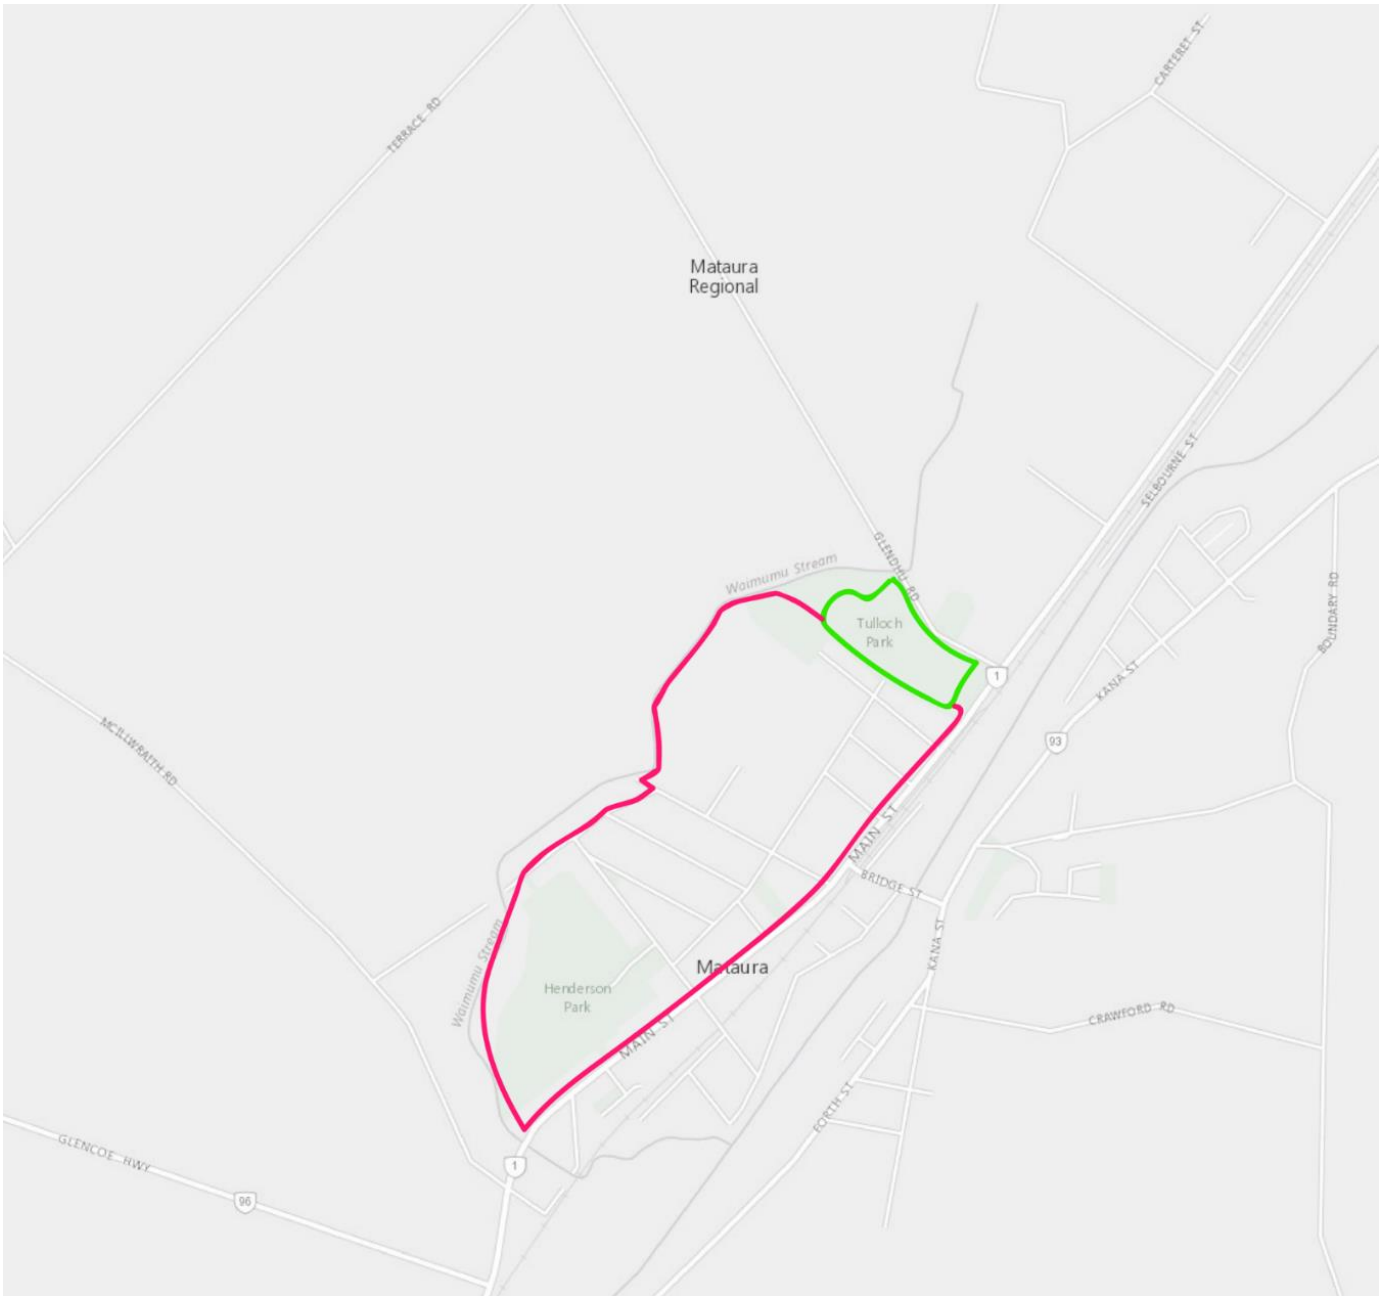 CARTERET ST
TERRACE RD
Mataura
Regional
SELBOURNE ST
GLENDHU RD
Waimumu Stream
BOUNDARY RD
Tulloch
Park
1
KANA ST
MCILLWRAITH RD
93
MAIN ST
BRIDGE ST
KANA ST
Waimumu Stream
Mataura
Henderson
Park
CRAWFORD RD
MAIN ST
FORTH ST
GLENCOE HWY
1
96